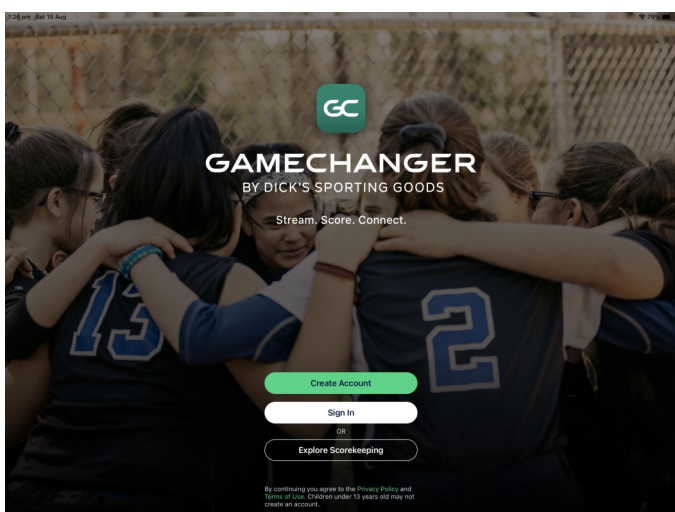 1:26 pm Sat 19 Aug
79%
GC
GAMECHANGER
BY DICK'S SPORTING GOODS
Stream. Score. Connect.
13
2
Create Account
Sign In
OR
Explore Scorekeeping
By continuing you agree to the Privacy Policy and
Terms of Use. Children under 13 years old may not
create an account.